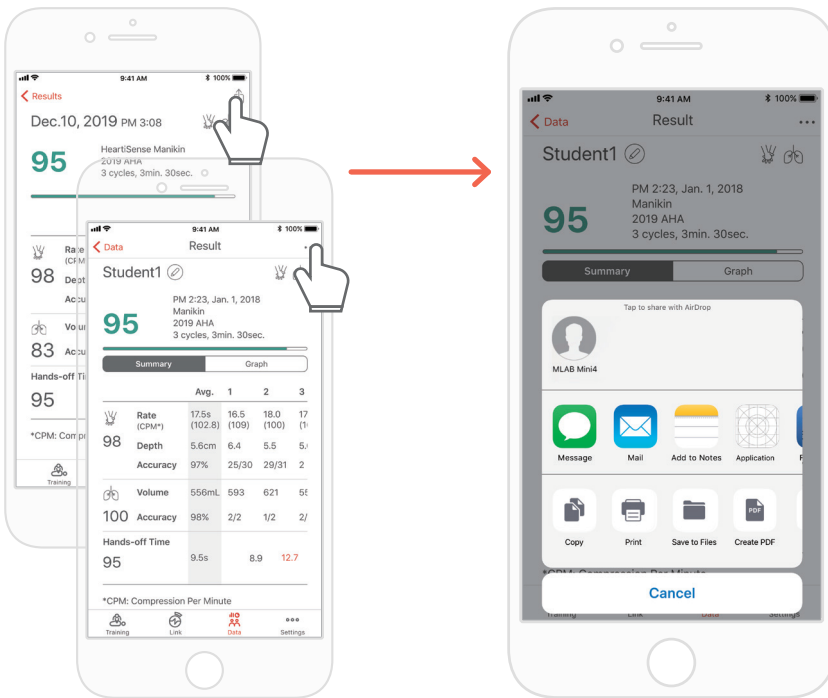 9:41 AM
100%
Results
Dec.10, 2019 PM 3:08
95
HeartiSense Manikin
2019 AHA
3 cycles, 3min. 30sec.
98
83
Hands-off Ti
95
Training
9:41 AM
100%
Data
Result
Student1
95
PM 2:23, Jan. 1, 2018
Manikin
2019 AHA
3 cycles, 3min. 30sec.
Summary Graph
Avg. 1 2 3
Rate 17.5s 16.5 18.0 17
(CPM*) (102.8) (109) (100)
98
Depth 5.6cm 6.4 5.5 5.
Accuracy 97% 25/30 29/31 2
Volume 556mL 593 621
100 Accuracy 98% 2/2 1/2 2/
Hands-off Time
95 9.5s 8.9 12.7
*CPM: Compression Per Minute
Training Link Data Settings
9:41 AM
100%
Data
Result
Student1
95
PM 2:23, Jan. 1, 2018
Manikin
2019 AHA
3 cycles, 3min. 30sec.
Summary Graph
Tap to share with AirDrop
MLAB Mini4
Message Mail Add to Notes Application
Copy Print Save to Files Create PDF
PDF
Cancel